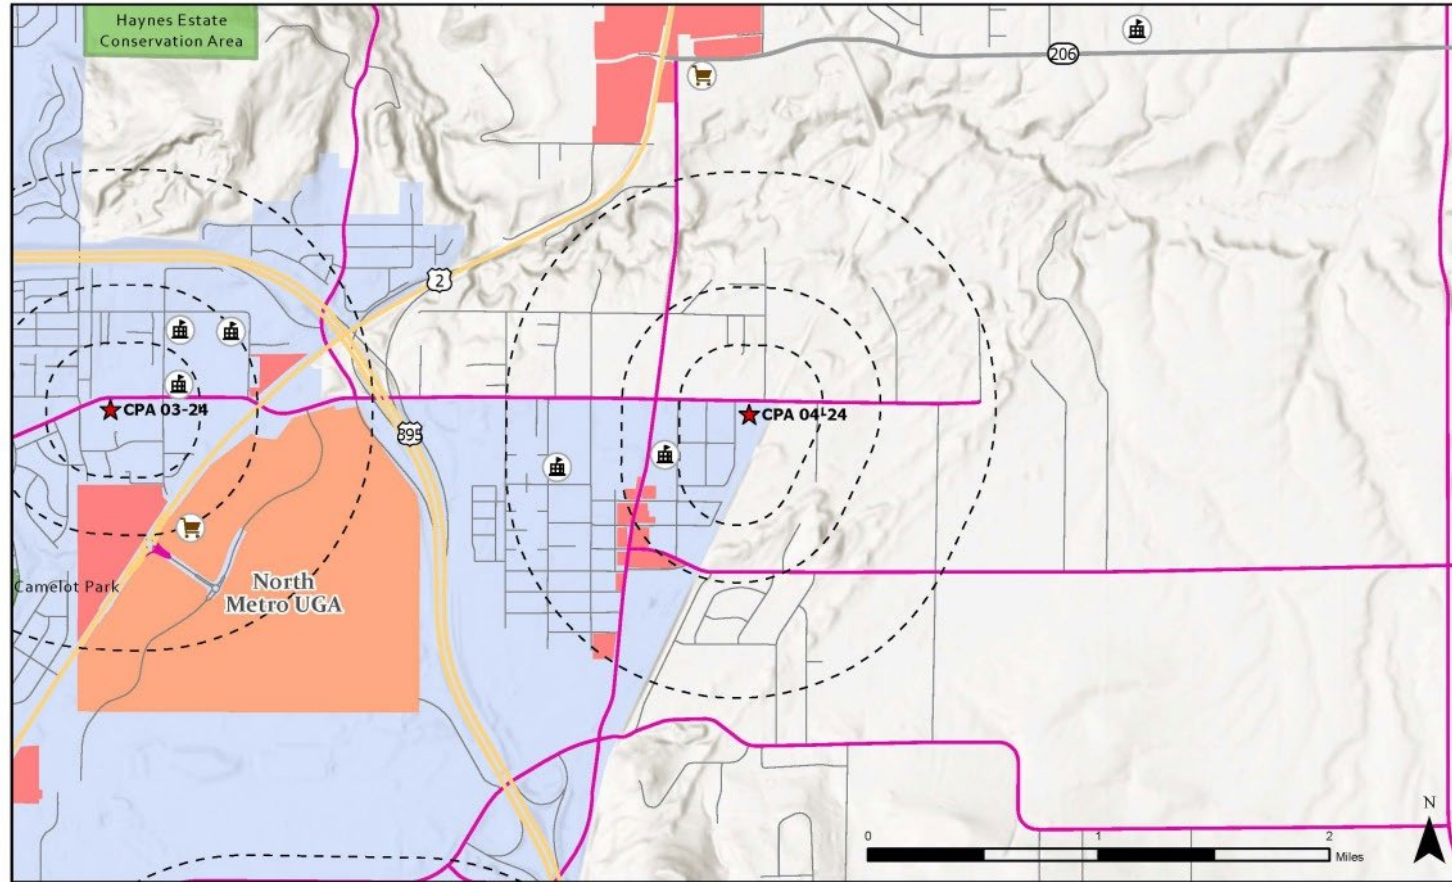 Haynes Estate
Conservation Area
206
2
CPA 03-24
395
CPA 04-24
Camelot Park
North
Metro UGA
N
0
1
2
Miles